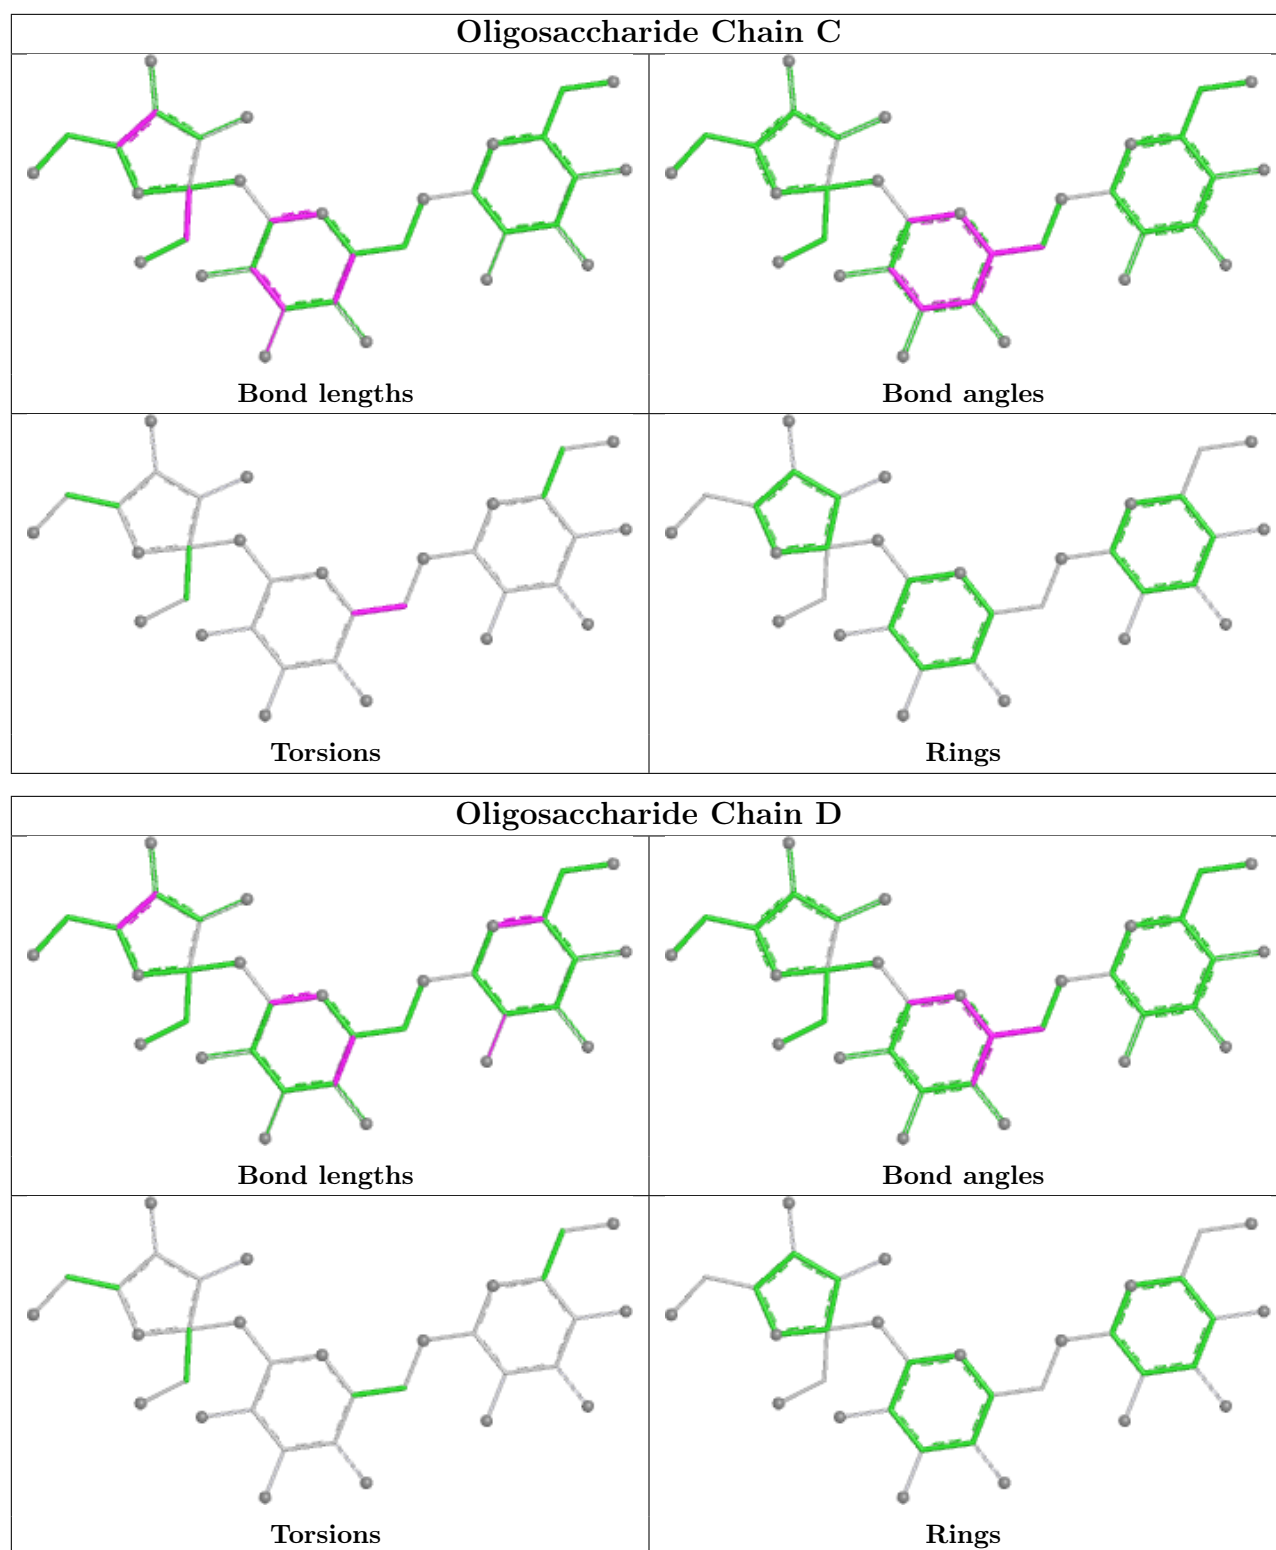 Oligosaccharide Chain C
Bond lengths
Bond angles
Torsions
Rings
Oligosaccharide Chain D
Bond lengths
Bond angles
Torsions
Rings